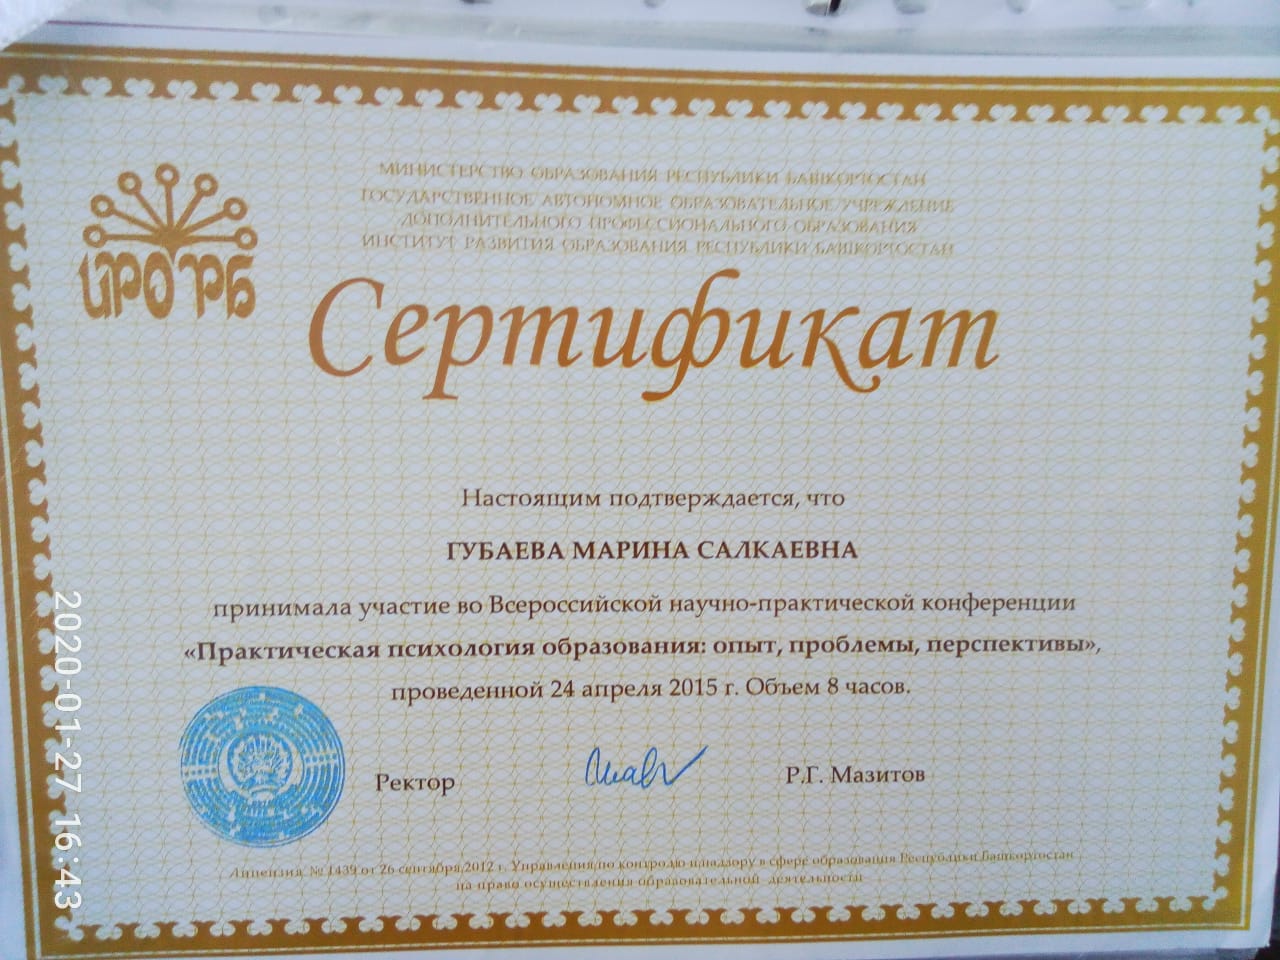 МИНИСТЕРСТВО ОБРАЗОВАНИЯ РЕСПУБЛИКИ БАШКОРТОСТАН
ГОСУДАРСТВЕННОЕ АВТОНОМНОЕ ОБРАЗОВАТЕЛЬНОЕ УЧРЕЖДЕНИЕ
ДОПОЛНИТЕЛЬНОГО ПРОФЕССИОНАЛЬНОГО ОБРАЗОВАНИЯ
ИНСТИТУТ РАЗВИТИЯ ОБРАЗОВАНИЯ РЕСПУБЛИКИ БАШКОРТОСТАН
ИРО РБ
Сертификат
Настоящим подтверждается, что
ГУБАЕВА МАРИНА САЛКАЕВНА
принимала участие во Всероссийской научно-практической конференции
«Практическая психология образования: опыт, проблемы, перспективы»,
проведенной 24 апреля 2015 г. Объем 8 часов.
Ректор
Р.Г. Мазитов
Лицензия № 1439 от 26 сентября 2012 г. Управления по контролю и надзору в сфере образования Республики Башкортостан
на право осуществления образовательной деятельности
2020-01-27 16:43